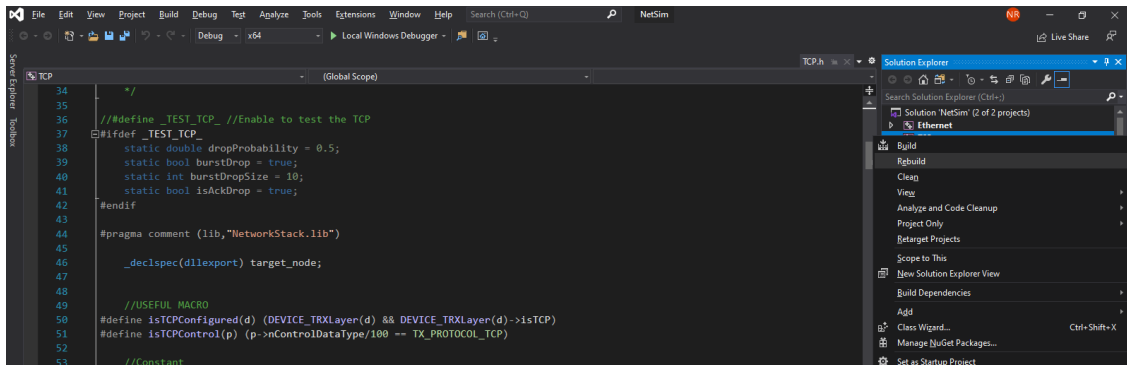 File Edit View Project Build Debug Test Analyze Tools Extensions Window Help Search (Ctrl+Q) NetSim NR
Debug x64 Local Windows Debugger Live Share
Server Explorer
Toolbox
TCP.h
TCP (Global Scope)
34 */
35
36 //#define _TEST_TCP_ //Enable to test the TCP
37 #ifdef _TEST_TCP_
38 static double dropProbability = 0.5;
39 static bool burstDrop = true;
40 static int burstDropSize = 10;
41 static bool isAckDrop = true;
42 #endif
43
44 #pragma comment (lib,"NetworkStack.lib")
45
46 _declspec(dllexport) target_node;
47
48
49 //USEFUL MACRO
50 #define isTCPConfigured(d) (DEVICE_TRXLayer(d) && DEVICE_TRXLayer(d)->isTCP)
51 #define isTCPControl(p) (p->nControlDataType/100 == TX_PROTOCOL_TCP)
52
53 //Constant
Solution Explorer
Search Solution Explorer (Ctrl+;)
Solution 'NetSim' (2 of 2 projects)
Ethernet
Build
Rebuild
Clean
View
Analyze and Code Cleanup
Project Only
Retarget Projects
Scope to This
New Solution Explorer View
Build Dependencies
Add
Class Wizard... Ctrl+Shift+X
Manage NuGet Packages...
Set as Startup Project